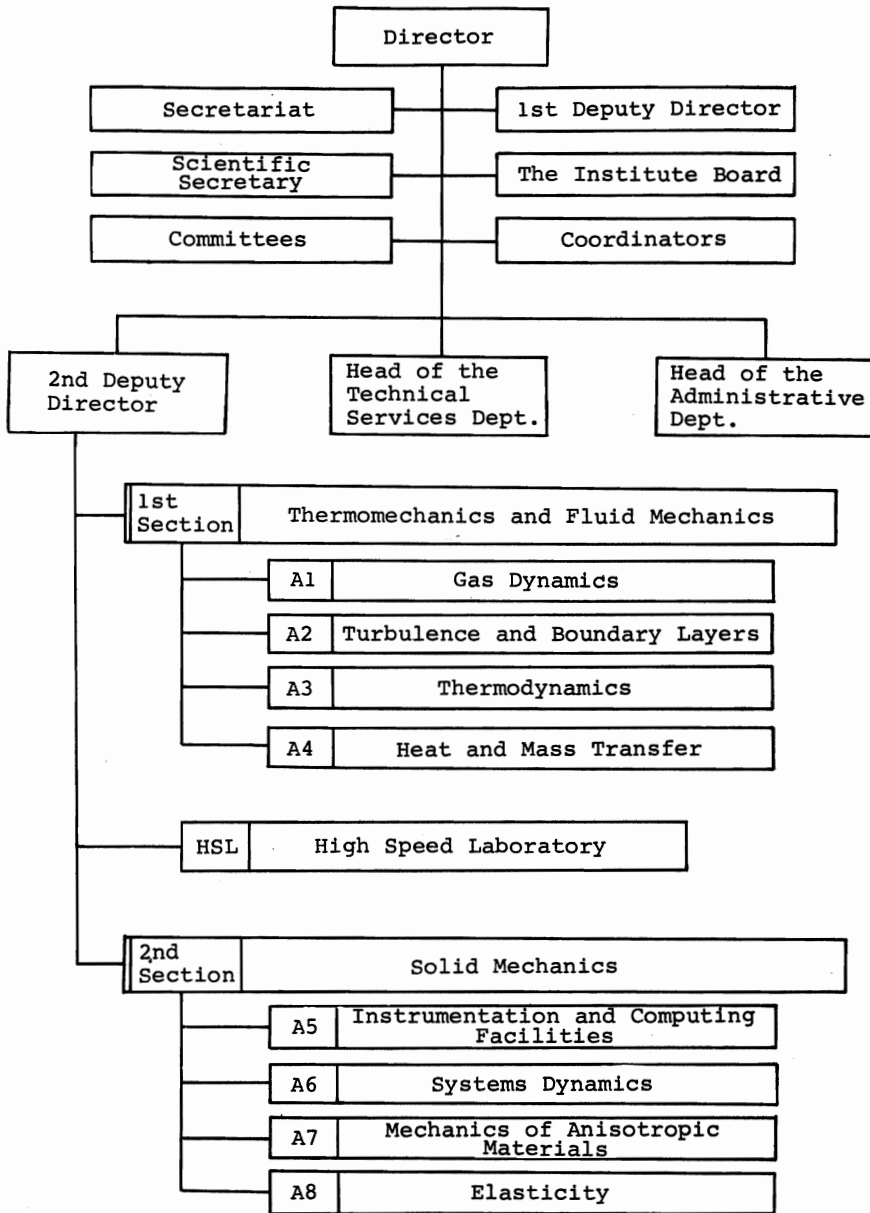 Director
Secretariat
1st Deputy Director
Scientific
Secretary
The Institute Board
Committees
Coordinators
2nd Deputy
Director
Head of the
Technical
Services Dept.
Head of the
Administrative
Dept.
1st
Section
Thermomechanics and Fluid Mechanics
A1
Gas Dynamics
A2
Turbulence and Boundary Layers
A3
Thermodynamics
A4
Heat and Mass Transfer
HSL
High Speed Laboratory
2nd
Section
Solid Mechanics
A5
Instrumentation and Computing
Facilities
A6
Systems Dynamics
A7
Mechanics of Anisotropic
Materials
A8
Elasticity